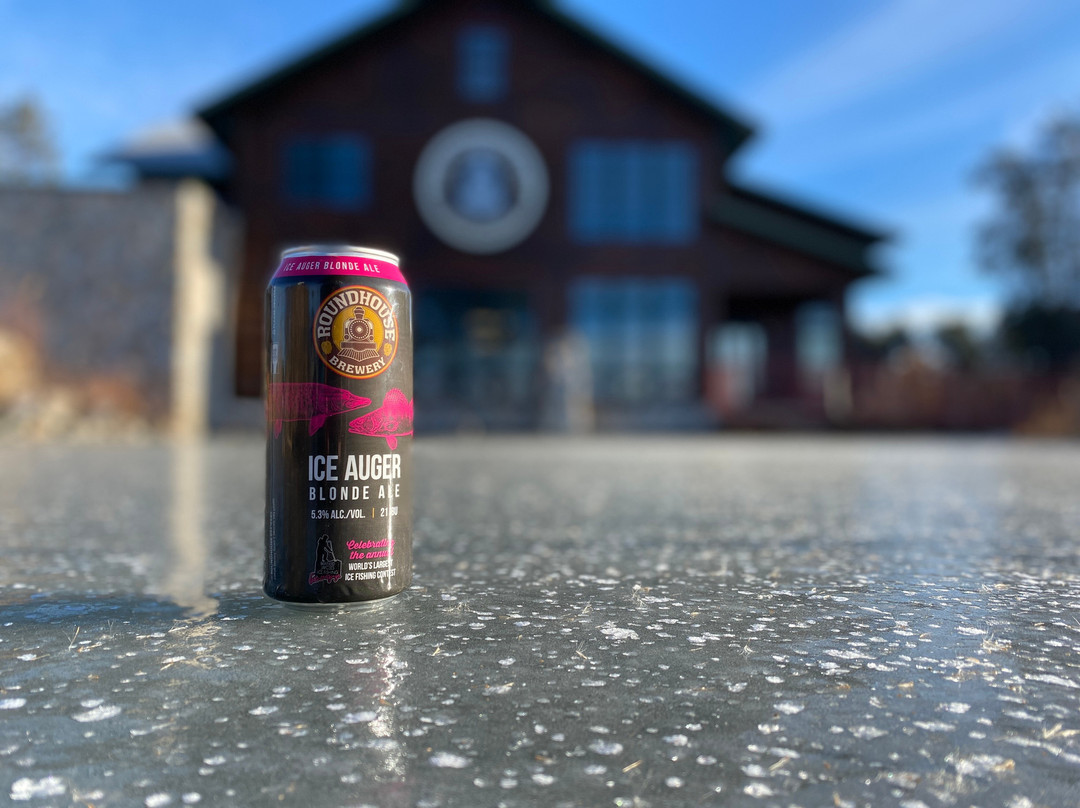 ICE AUGER BLONDE ALE
ROUNDHOUSE
BREWERY
ICE AUGER
BLONDE ALE
5.3% ALC./VOL. | 21
Celebrating
the annual
WORLD'S LARGEST
ICE FISHING CONTEST